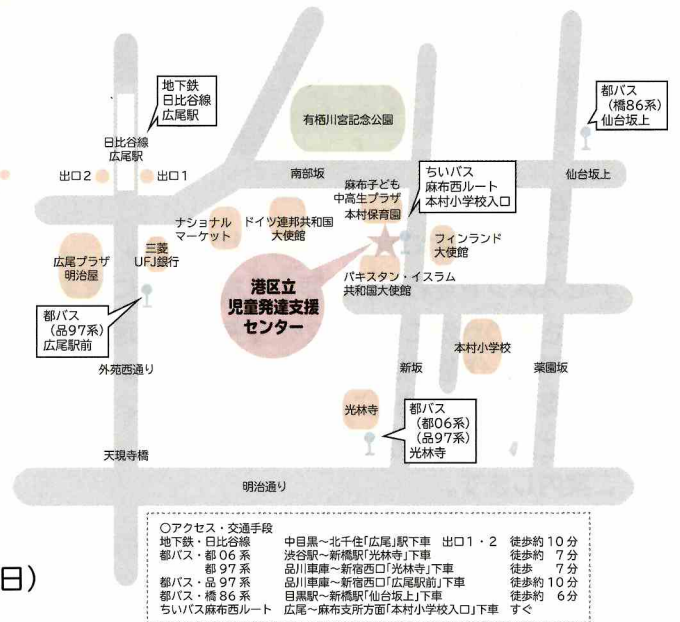 地下鉄
日比谷線
広尾駅
都バス
（橋86系）
仙台坂上
有栖川宮記念公園
日比谷線
広尾駅
出口2
出口1
南部坂
麻布子ども
中高生プラザ
本村保育園
ちいバス
麻布西ルート
本村小学校入口
仙台坂上
ナショナル
マーケット
ドイツ連邦共和国
大使館
フィンランド
大使館
広尾プラザ
明治屋
三菱
UFJ銀行
港区立
児童発達支援
センター
パキスタン・イスラム
共和国大使館
都バス
（品97系）
広尾駅前
外苑西通り
本村小学校
新坂
薬園坂
光林寺
都バス
（都06系）
（品97系）
光林寺
天現寺橋
明治通り
○アクセス・交通手段
地下鉄・日比谷線　中目黒～北千住「広尾」駅下車　出口1・2　徒歩約10分
都バス・都06系　渋谷駅～新橋駅「光林寺」下車　徒歩約 7分
都97系　品川車庫～新宿西口「光林寺」下車　徒歩 7分
都バス・品97系　品川車庫～新宿西口「広尾駅前」下車　徒歩約10分
都バス・橋86系　目黒駅～新橋駅「仙台坂上」下車　徒歩約 6分
ちいバス麻布西ルート　広尾～麻布支所方面「本村小学校入口」下車　すぐ
日）